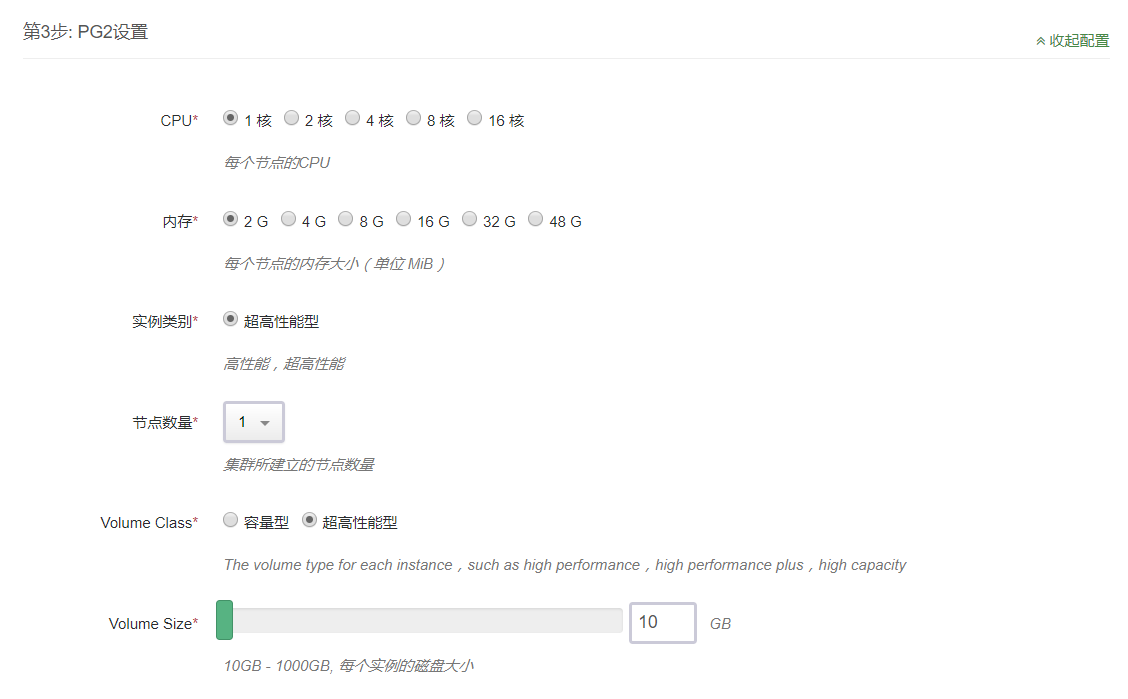 第3步: PG2设置
收起配置
CPU* 1 核 2 核 4 核 8 核 16 核
每个节点的CPU
内存* 2 G 4 G 8 G 16 G 32 G 48 G
每个节点的内存大小（单位 MiB）
实例类别* 超高性能型
高性能，超高性能
节点数量* 1
集群所建立的节点数量
Volume Class* 容量型 超高性能型
The volume type for each instance，such as high performance，high performance plus，high capacity
Volume Size* 10 GB
10GB - 1000GB, 每个实例的磁盘大小